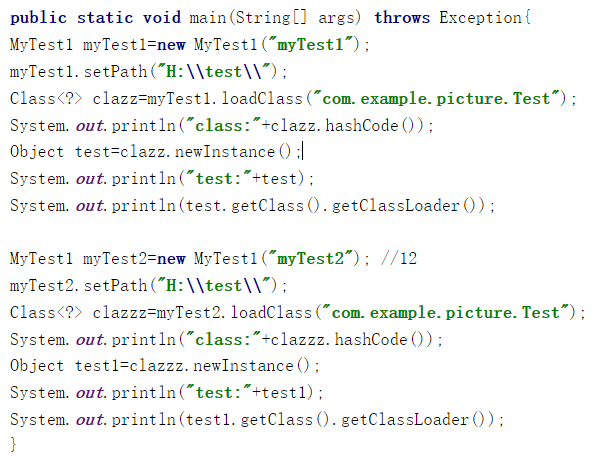 public static void main(String[] args) throws Exception{
MyTest1 myTest1=new MyTest1("myTest1");
myTest1.setPath("H:\\test\\");
Class<?> clazz=myTest1.loadClass("com.example.picture.Test");
System.out.println("class:"+clazz.hashCode());
Object test=clazz.newInstance();
System.out.println("test:"+test);
System.out.println(test.getClass().getClassLoader());
MyTest1 myTest2=new MyTest1("myTest2"); //12
myTest2.setPath("H:\\test\\");
Class<?> clazzz=myTest2.loadClass("com.example.picture.Test");
System.out.println("class:"+clazzz.hashCode());
Object test1=clazzz.newInstance();
System.out.println("test:"+test1);
System.out.println(test1.getClass().getClassLoader());
}